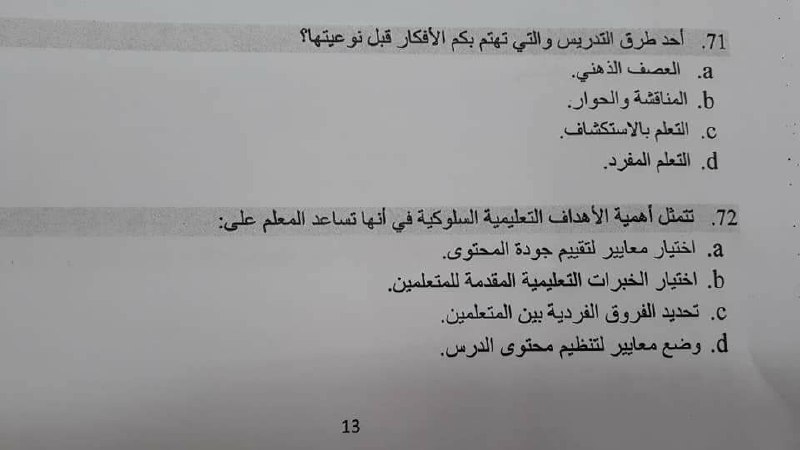 71. أحد طرق التدريس والتي تهتم بكم الأفكار قبل نوعيتها؟
a. العصف الذهني.
b. المناقشة والحوار.
c. التعلم بالاستكشاف.
d. التعلم المفرد.
72. تتمثل أهمية الأهداف التعليمية السلوكية في أنها تساعد المعلم على:
a. اختيار معايير لتقييم جودة المحتوى.
b. اختيار الخبرات التعليمية المقدمة للمتعلمين.
c. تحديد الفروق الفردية بين المتعلمين.
d. وضع معايير لتنظيم محتوى الدرس.
13